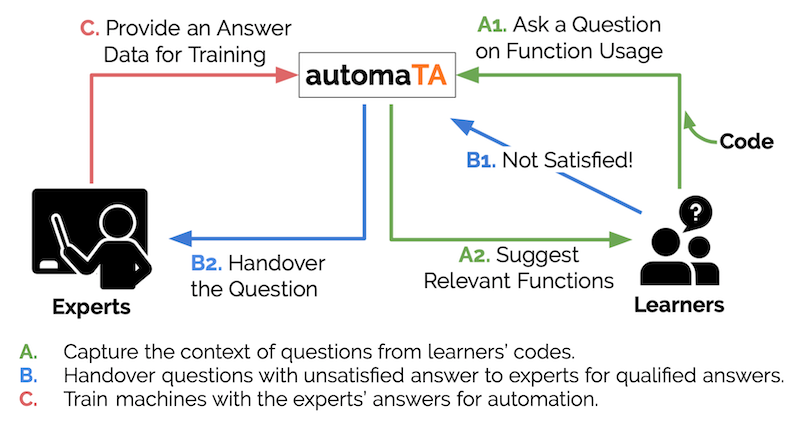 C. Provide an Answer
Data for Training
automaTA
A1. Ask a Question
on Function Usage
Code
B1. Not Satisfied!
?
B2. Handover
the Question
A2. Suggest
Relevant Functions
Experts
Learners
A. Capture the context of questions from learners’ codes.
B. Handover questions with unsatisfied answer to experts for qualified answers.
C. Train machines with the experts’ answers for automation.